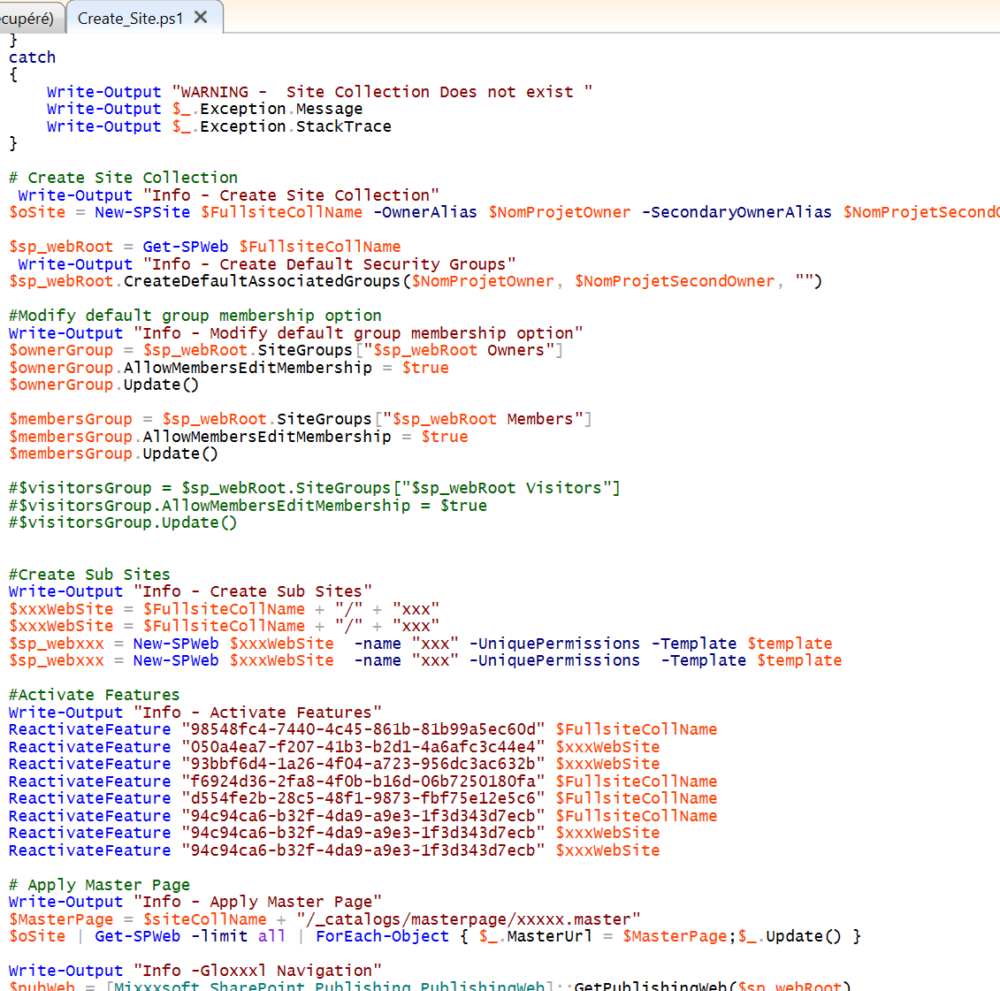 cupéré)
Create_Site.ps1 ✕
}
catch
{
    Write-Output "WARNING -  Site Collection Does not exist "
    Write-Output $_.Exception.Message
    Write-Output $_.Exception.StackTrace
}
# Create Site Collection
 Write-Output "Info - Create Site Collection"
$oSite = New-SPSite $FullsiteCollName -OwnerAlias $NomProjetOwner -SecondaryOwnerAlias $NomProjetSecondO
$sp_webRoot = Get-SPWeb $FullsiteCollName
 Write-Output "Info - Create Default Security Groups"
$sp_webRoot.CreateDefaultAssociatedGroups($NomProjetOwner, $NomProjetSecondOwner, "")
#Modify default group membership option
Write-Output "Info - Modify default group membership option"
$ownerGroup = $sp_webRoot.SiteGroups["$sp_webRoot Owners"]
$ownerGroup.AllowMembersEditMembership = $true
$ownerGroup.Update()
$membersGroup = $sp_webRoot.SiteGroups["$sp_webRoot Members"]
$membersGroup.AllowMembersEditMembership = $true
$membersGroup.Update()
#$visitorsGroup = $sp_webRoot.SiteGroups["$sp_webRoot Visitors"]
#$visitorsGroup.AllowMembersEditMembership = $true
#$visitorsGroup.Update()
#Create Sub Sites
Write-Output "Info - Create Sub Sites"
$xxxWebSite = $FullsiteCollName + "/" + "xxx"
$xxxWebSite = $FullsiteCollName + "/" + "xxx"
$sp_webxxx = New-SPWeb $xxxWebSite  -name "xxx" -UniquePermissions -Template $template
$sp_webxxx = New-SPWeb $xxxWebSite  -name "xxx" -UniquePermissions  -Template $template
#Activate Features
Write-Output "Info - Activate Features"
ReactivateFeature "98548fc4-7440-4c45-861b-81b99a5ec60d" $FullsiteCollName
ReactivateFeature "050a4ea7-f207-41b3-b2d1-4a6afc3c44e4" $xxxWebSite
ReactivateFeature "93bbf6d4-1a26-4f04-a723-956dc3ac632b" $xxxWebSite
ReactivateFeature "f6924d36-2fa8-4f0b-b16d-06b7250180fa" $FullsiteCollName
ReactivateFeature "d554fe2b-28c5-48f1-9873-fbf75e12e5c6" $FullsiteCollName
ReactivateFeature "94c94ca6-b32f-4da9-a9e3-1f3d343d7ecb" $FullsiteCollName
ReactivateFeature "94c94ca6-b32f-4da9-a9e3-1f3d343d7ecb" $xxxWebSite
ReactivateFeature "94c94ca6-b32f-4da9-a9e3-1f3d343d7ecb" $xxxWebSite
# Apply Master Page
Write-Output "Info - Apply Master Page"
$MasterPage = $siteCollName + "/_catalogs/masterpage/xxxxx.master"
$oSite | Get-SPWeb -limit all | ForEach-Object { $_.MasterUrl = $MasterPage;$_.Update() }
Write-Output "Info -Gloxxxl Navigation"
$pubWeb = [Mixxxsoft.SharePoint.Publishing.PublishingWeb]::GetPublishingWeb($sp_webRoot)